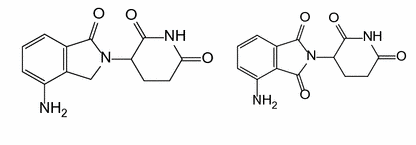 O O O
O NH O NH
N O N O
NH₂ NH₂ O